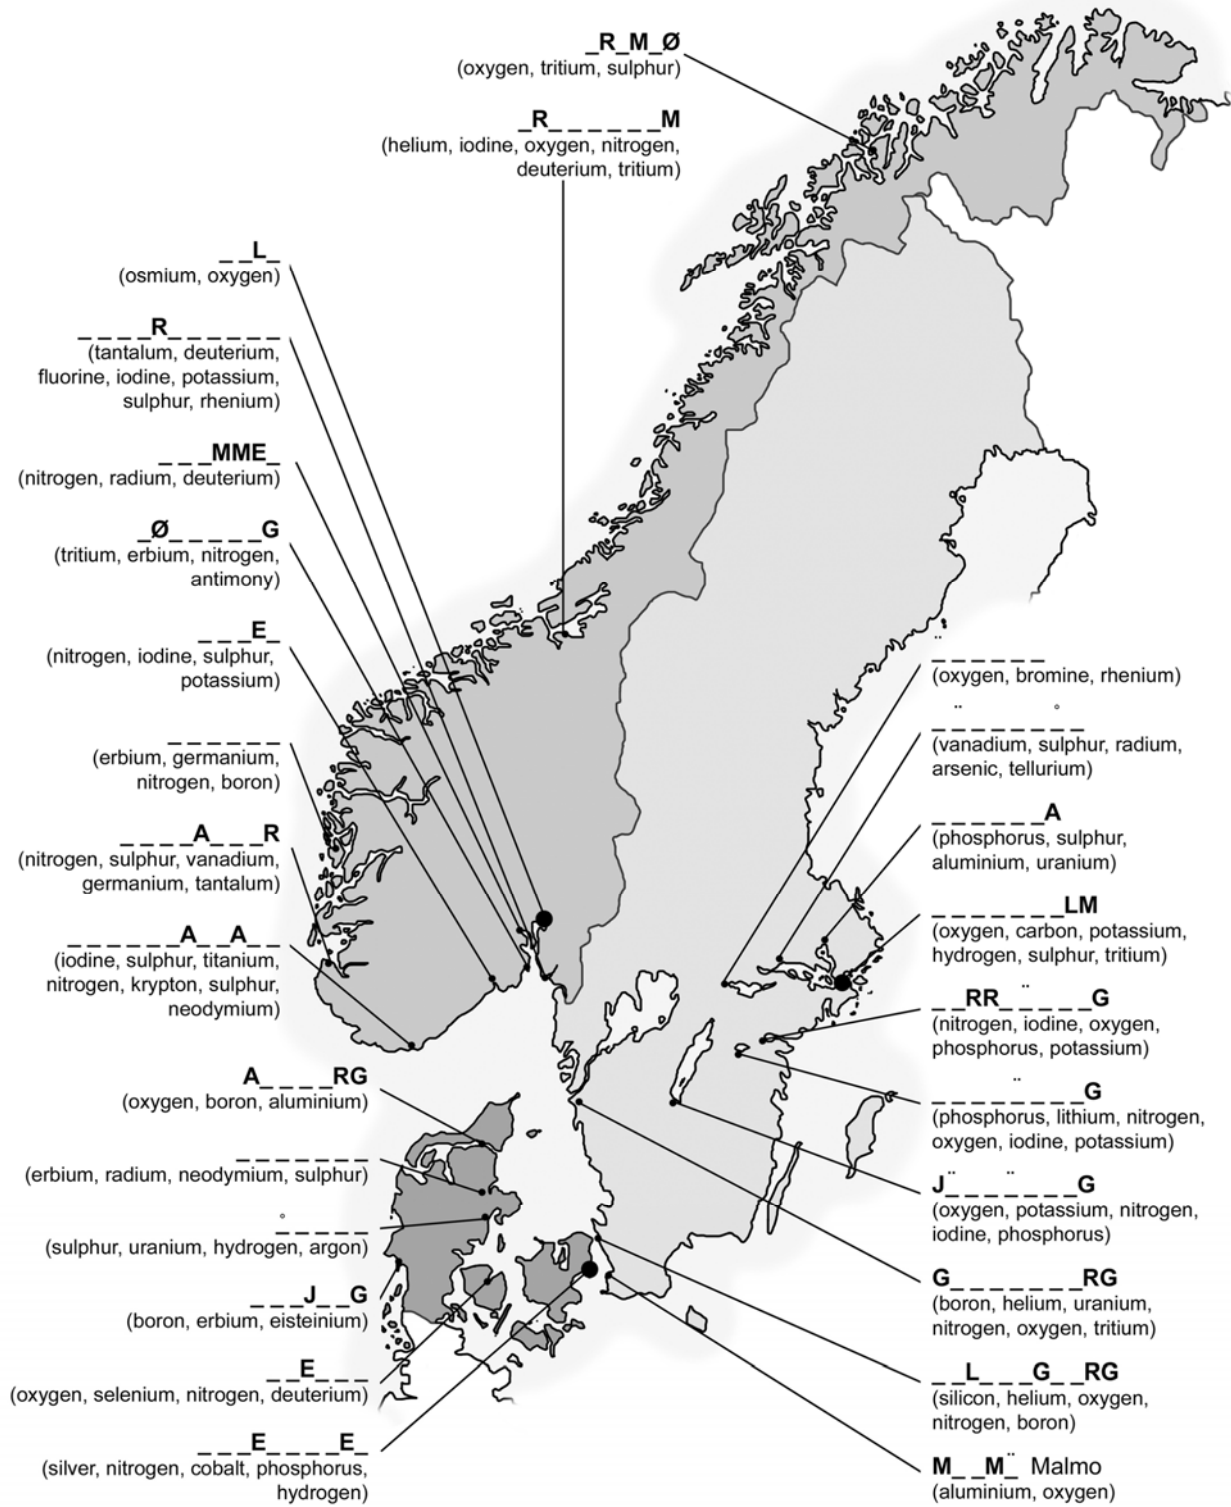 _R_M_Ø
(oxygen, tritium, sulphur)
_R_ _ _ _ _ _M
(helium, iodine, oxygen, nitrogen,
deuterium, tritium)
_ _L_
(osmium, oxygen)
_ _ _ _R_ _ _ _ _ _ _
(tantalum, deuterium,
fluorine, iodine, potassium,
sulphur, rhenium)
_ _ _MME_
(nitrogen, radium, deuterium)
_Ø_ _ _ _ _G
(tritium, erbium, nitrogen,
antimony)
_ _ _E_
(nitrogen, iodine, sulphur,
potassium)
_ _ _ _ _ _
(erbium, germanium,
nitrogen, boron)
_ _ _ _A_ _ _R
(nitrogen, sulphur, vanadium,
germanium, tantalum)
_ _ _ _ _ _A_ _A_ _
(iodine, sulphur, titanium,
nitrogen, krypton, sulphur,
neodymium)
A_ _ _ _RG
(oxygen, boron, aluminium)
_ _ _ _ _ _ _
(erbium, radium, neodymium, sulphur)
° _ _ _ _ _
(sulphur, uranium, hydrogen, argon)
_ _ _J_ _G
(boron, erbium, eisteinium)
_ _E_ _ _
(oxygen, selenium, nitrogen, deuterium)
_ _ _E_ _ _ _E_
(silver, nitrogen, cobalt, phosphorus,
hydrogen)
¨
_ _ _ _ _ _
(oxygen, bromine, rhenium)
¨ °
_ _ _ _ _ _ _ _
(vanadium, sulphur, radium,
arsenic, tellurium)
_ _ _ _ _ _A
(phosphorus, sulphur,
aluminium, uranium)
_ _ _ _ _ _ _LM
(oxygen, carbon, potassium,
hydrogen, sulphur, tritium)
_ _RR_ _̈ _ _ _G
(nitrogen, iodine, oxygen,
phosphorus, potassium)
¨
_ _ _ _ _ _ _ _G
(phosphorus, lithium, nitrogen,
oxygen, iodine, potassium)
J_̈ _ _ _̈ _ _ _G
(oxygen, potassium, nitrogen,
iodine, phosphorus)
G_ _ _ _ _ _ _RG
(boron, helium, uranium,
nitrogen, oxygen, tritium)
_ _L_ _ _G_ _RG
(silicon, helium, oxygen,
nitrogen, boron)
M_ _M_̈ Malmo
(aluminium, oxygen)